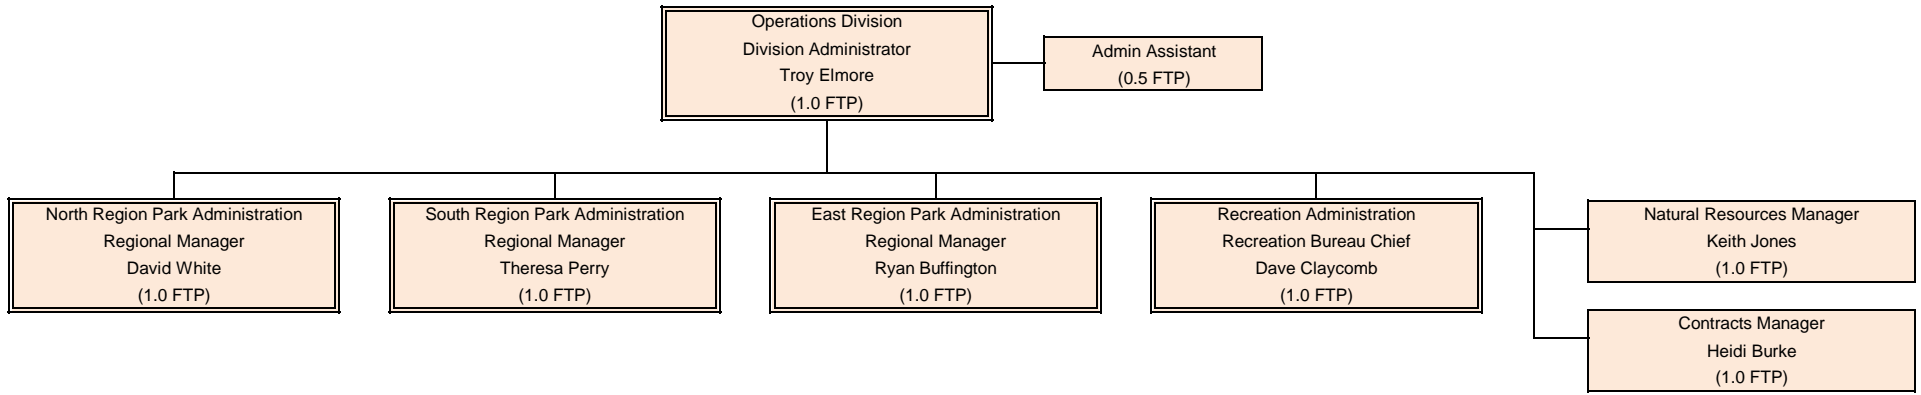 Operations Division
Division Administrator
Troy Elmore
(1.0 FTP)
Admin Assistant
(0.5 FTP)
North Region Park Administration
Regional Manager
David White
(1.0 FTP)
South Region Park Administration
Regional Manager
Theresa Perry
(1.0 FTP)
East Region Park Administration
Regional Manager
Ryan Buffington
(1.0 FTP)
Recreation Administration
Recreation Bureau Chief
Dave Claycomb
(1.0 FTP)
Natural Resources Manager
Keith Jones
(1.0 FTP)
Contracts Manager
Heidi Burke
(1.0 FTP)